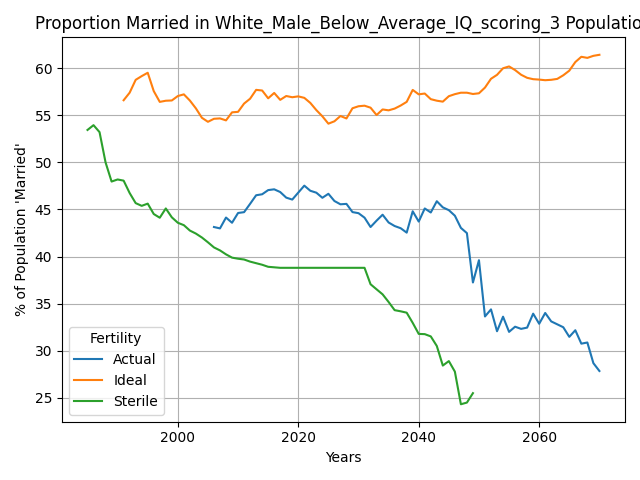 Proportion Married in White_Male_Below_Average_IQ_scoring_3 Populatio
% of Population 'Married'
60
55
50
45
40
35
30
25
Fertility
Actual
Ideal
Sterile
2000 2020 2040 2060
Years